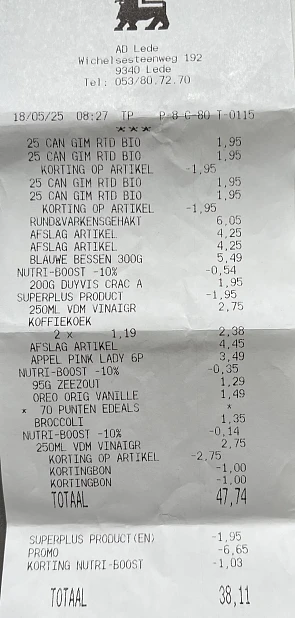 AD Lede
Wichelsesteenweg 192
9340 Lede
Tel: 053/80.72.70
18/05/25 08:27 TP P-8 C-80 T-0115
***
25 CAN GIM RTD BIO 1,95
25 CAN GIM RTD BIO 1,95
KORTING OP ARTIKEL -1,95
25 CAN GIM RTD BIO 1,95
25 CAN GIM RTD BIO 1,95
KORTING OP ARTIKEL -1,95
RUND&VARKENSGEHAKT 6,05
AFSLAG ARTIKEL 4,25
AFSLAG ARTIKEL 4,25
BLAUWE BESSEN 300G 5,49
NUTRI-BOOST -10% -0,54
200G DUYVIS CRAC A 1,95
SUPERPLUS PRODUCT -1,95
250ML VDM VINAIGR 2,75
KOFFIEKOEK
2 x 1,19 2,38
AFSLAG ARTIKEL 4,45
APPEL PINK LADY 6P 3,49
NUTRI-BOOST -10% -0,35
95G ZEEZOUT 1,29
OREO ORIG VANILLE 1,49
* 70 PUNTEN EDEALS *
BROCCOLI 1,35
NUTRI-BOOST -10% -0,14
250ML VDM VINAIGR 2,75
KORTING OP ARTIKEL -2,75
KORTINGBON -1,00
KORTINGBON -1,00
TOTAAL 47,74
SUPERPLUS PRODUCT(EN) -1,95
PROMO -6,65
KORTING NUTRI-BOOST -1,03
TOTAAL 38,11